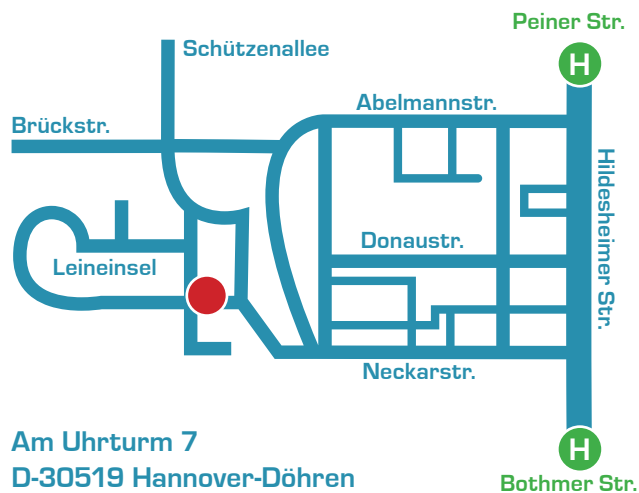 Peiner Str.
H
Schützenallee
Abelmannstr.
Brückstr.
Hildesheimer Str.
Donaustr.
Leineinsel
Neckarstr.
Am Uhrturm 7
H
D-30519 Hannover-Döhren
Bothmer Str.